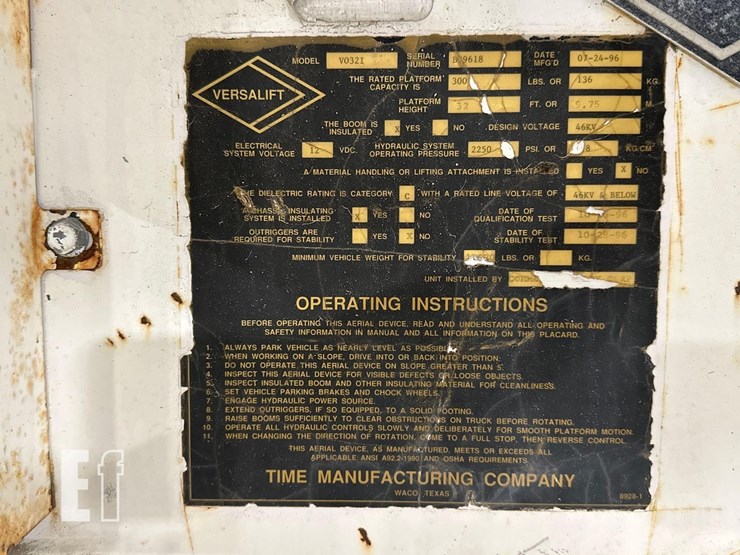 VERSALIFT
MODEL VO32I SERIAL NUMBER DATE MFG'D 07-24-96
THE RATED PLATFORM CAPACITY IS 300 LBS. OR 136 KG.
PLATFORM HEIGHT 32 FT. OR 9.75 M.
THE BOOM IS INSULATED X YES NO DESIGN VOLTAGE 46KV
ELECTRICAL SYSTEM VOLTAGE 12 VDC. HYDRAULIC SYSTEM OPERATING PRESSURE 2250 PSI. OR KG/CM
A MATERIAL HANDLING OR LIFTING ATTACHMENT IS INSTALLED YES X NO
THE DIELECTRIC RATING IS CATEGORY C WITH A RATED LINE VOLTAGE OF 46KV & BELOW
A CHASSIS INSULATING SYSTEM IS INSTALLED X YES NO DATE OF QUALIFICATION TEST
OUTRIGGERS ARE REQUIRED FOR STABILITY YES X NO DATE OF STABILITY TEST 10-28-96
MINIMUM VEHICLE WEIGHT FOR STABILITY LBS. OR KG.
UNIT INSTALLED BY
OPERATING INSTRUCTIONS
BEFORE OPERATING THIS AERIAL DEVICE, READ AND UNDERSTAND ALL OPERATING AND
SAFETY INFORMATION IN MANUAL AND ALL INFORMATION ON THIS PLACARD.
1. ALWAYS PARK VEHICLE AS NEARLY LEVEL AS POSSIBLE.
2. WHEN WORKING ON A SLOPE, DRIVE INTO OR BACK INTO POSITION.
3. DO NOT OPERATE THIS AERIAL DEVICE ON SLOPE GREATER THAN 5°.
4. INSPECT THIS AERIAL DEVICE FOR VISIBLE DEFECTS OR LOOSE OBJECTS.
5. INSPECT INSULATED BOOM AND OTHER INSULATING MATERIAL FOR CLEANLINESS.
6. SET VEHICLE PARKING BRAKES AND CHOCK WHEELS.
7. ENGAGE HYDRAULIC POWER SOURCE.
8. EXTEND OUTRIGGERS, IF SO EQUIPPED, TO A SOLID FOOTING.
9. RAISE BOOMS SUFFICIENTLY TO CLEAR OBSTRUCTIONS ON TRUCK BEFORE ROTATING.
10. OPERATE ALL HYDRAULIC CONTROLS SLOWLY AND DELIBERATELY FOR SMOOTH PLATFORM MOTION.
11. WHEN CHANGING THE DIRECTION OF ROTATION, COME TO A FULL STOP, THEN REVERSE CONTROL.
THIS AERIAL DEVICE, AS MANUFACTURED, MEETS OR EXCEEDS ALL
APPLICABLE ANSI A92.2-1990 AND OSHA REQUIREMENTS.
TIME MANUFACTURING COMPANY
WACO, TEXAS
8928-1
Ef